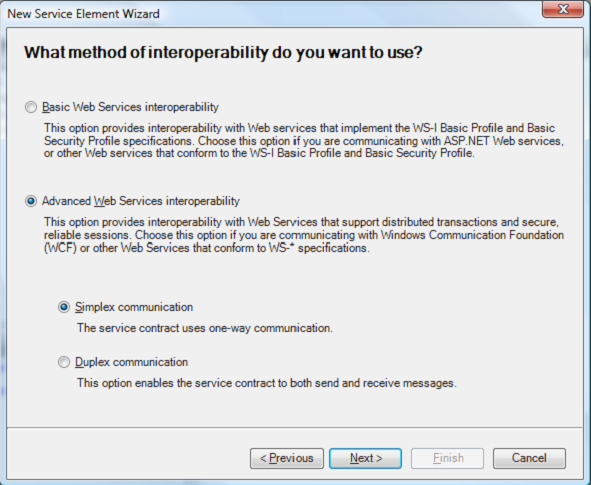 New Service Element Wizard
What method of interoperability do you want to use?
Basic Web Services interoperability
This option provides interoperability with Web services that implement the WS-I Basic Profile and Basic
Security Profile specifications. Choose this option if you are communicating with ASP.NET Web services,
or other Web services that conform to the WS-I Basic Profile and Basic Security Profile.
Advanced Web Services interoperability
This option provides interoperability with Web Services that support distributed transactions and secure,
reliable sessions. Choose this option if you are communicating with Windows Communication Foundation
(WCF) or other Web Services that conform to WS-* specifications.
Simplex communication
The service contract uses one-way communication.
Duplex communication
This option enables the service contract to both send and receive messages.
< Previous Next > Finish Cancel